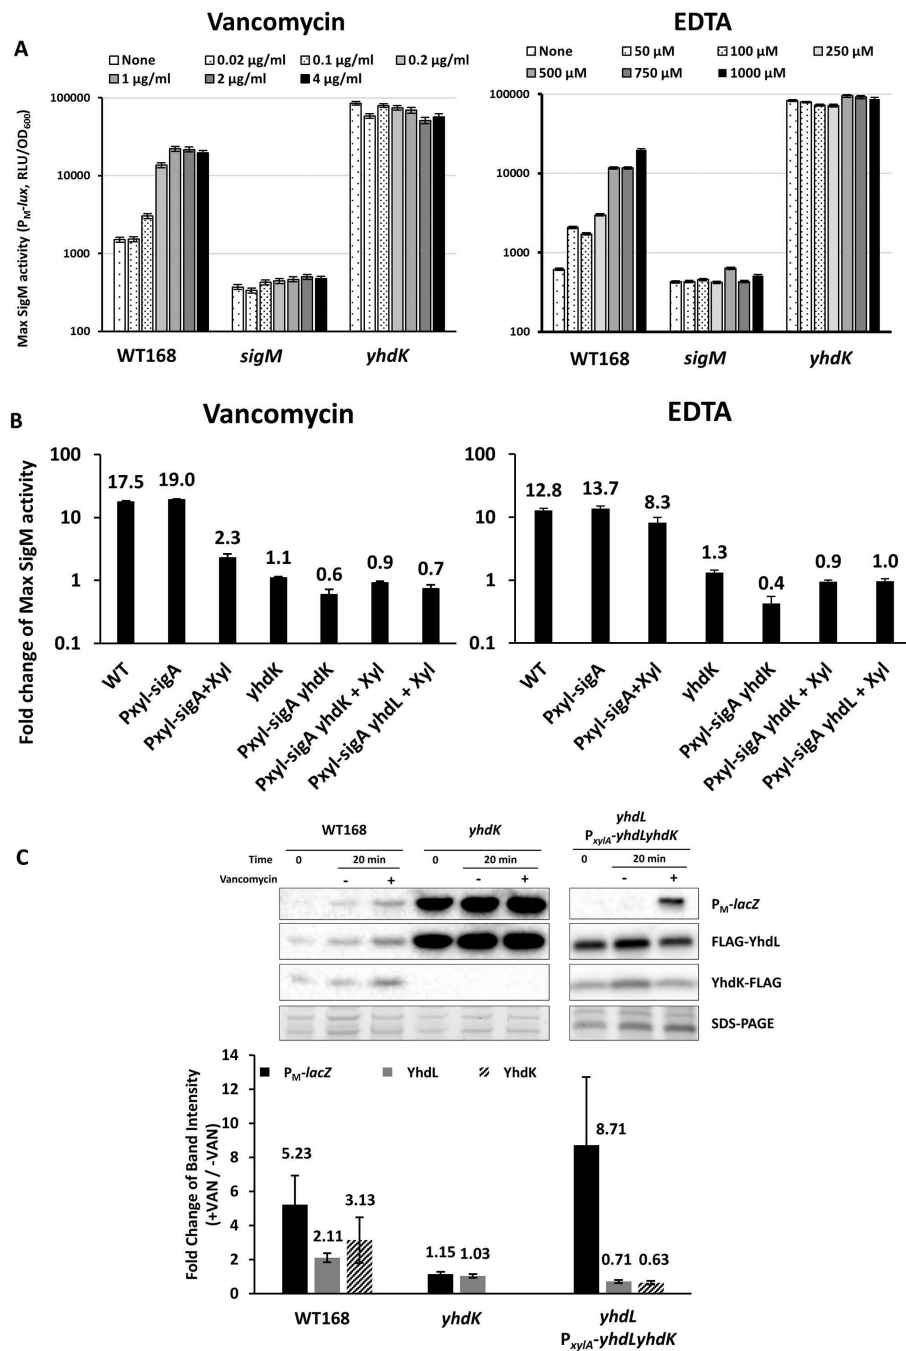 Vancomycin
EDTA
A
None 0.02 µg/ml 0.1 µg/ml 0.2 µg/ml
1 µg/ml 2 µg/ml 4 µg/ml
None 50 µM 100 µM 250 µM
500 µM 750 µM 1000 µM
Max SigM activity (PM-lux, RLU/OD600)
100000
10000
1000
100
WT168 sigM yhdK
100000
10000
1000
100
WT168 sigM yhdK
B
Vancomycin
EDTA
Fold change of Max SigM activity
100
10
1
0.1
17.5 19.0 2.3 1.1 0.6 0.9 0.7
WT
Pxyl-sigA
Pxyl-sigA+Xyl
yhdK
Pxyl-sigA yhdK
Pxyl-sigA yhdK + Xyl
Pxyl-sigA yhdL + Xyl
100
10
1
0.1
12.8 13.7 8.3 1.3 0.4 0.9 1.0
WT
Pxyl-sigA
Pxyl-sigA+Xyl
yhdK
Pxyl-sigA yhdK
Pxyl-sigA yhdK + Xyl
Pxyl-sigA yhdL + Xyl
C
WT168 yhdK yhdL
PxylA-yhdLyhdK
Time 0 20 min 0 20 min 0 20 min
Vancomycin - + - + - +
PM-lacZ
FLAG-YhdL
YhdK-FLAG
SDS-PAGE
Fold Change of Band Intensity
(+VAN / -VAN)
14
12
10
8
6
4
2
0
PM-lacZ YhdL YhdK
5.23 2.11 3.13
1.15 1.03
8.71 0.71 0.63
WT168 yhdK yhdL
PxylA-yhdLyhdK